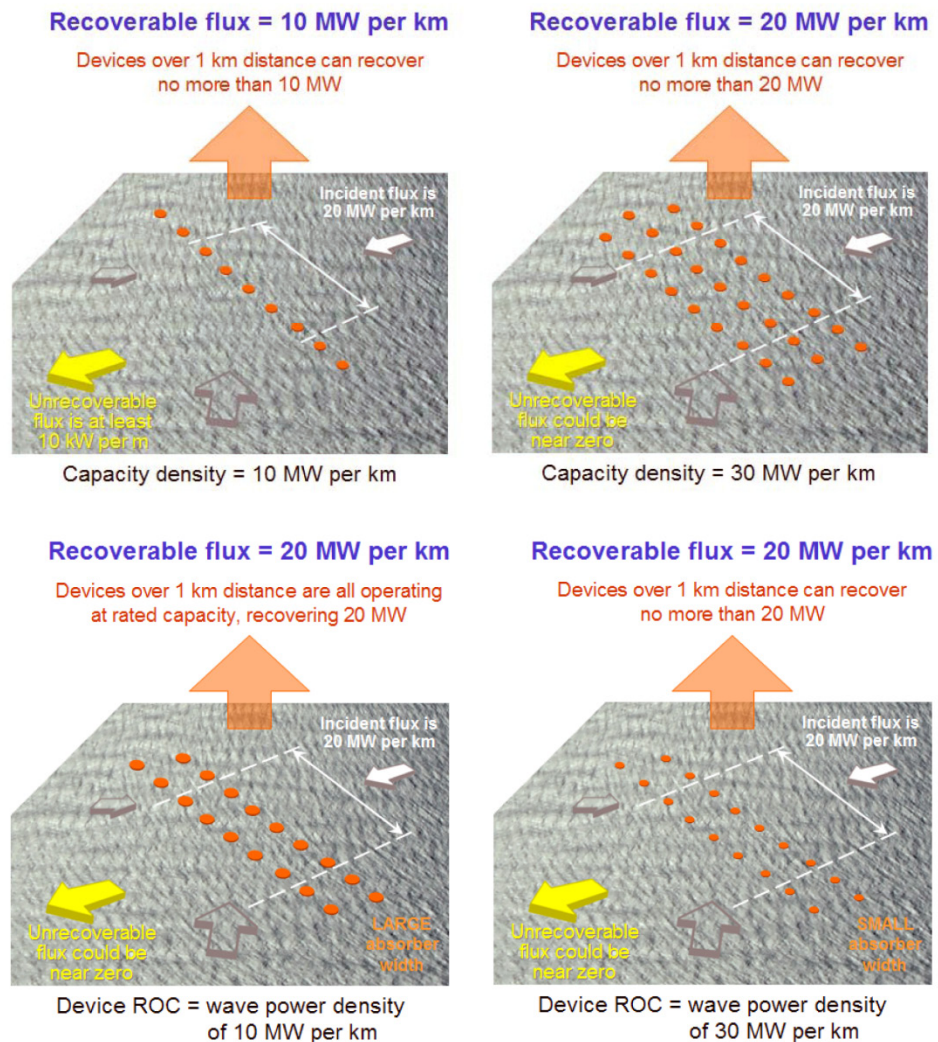 Recoverable flux = 10 MW per km
Devices over 1 km distance can recover
no more than 10 MW
Incident flux is
20 MW per km
Unrecoverable
flux is at least
10 kW per m
Capacity density = 10 MW per km
Recoverable flux = 20 MW per km
Devices over 1 km distance can recover
no more than 20 MW
Incident flux is
20 MW per km
Unrecoverable
flux could be
near zero
Capacity density = 30 MW per km
Recoverable flux = 20 MW per km
Devices over 1 km distance are all operating
at rated capacity, recovering 20 MW
Incident flux is
20 MW per km
Unrecoverable
flux could be
near zero
LARGE
absorber
width
Device ROC = wave power density
of 10 MW per km
Recoverable flux = 20 MW per km
Devices over 1 km distance can recover
no more than 20 MW
Incident flux is
20 MW per km
Unrecoverable
flux could be
near zero
SMALL
absorber
width
Device ROC = wave power density
of 30 MW per km